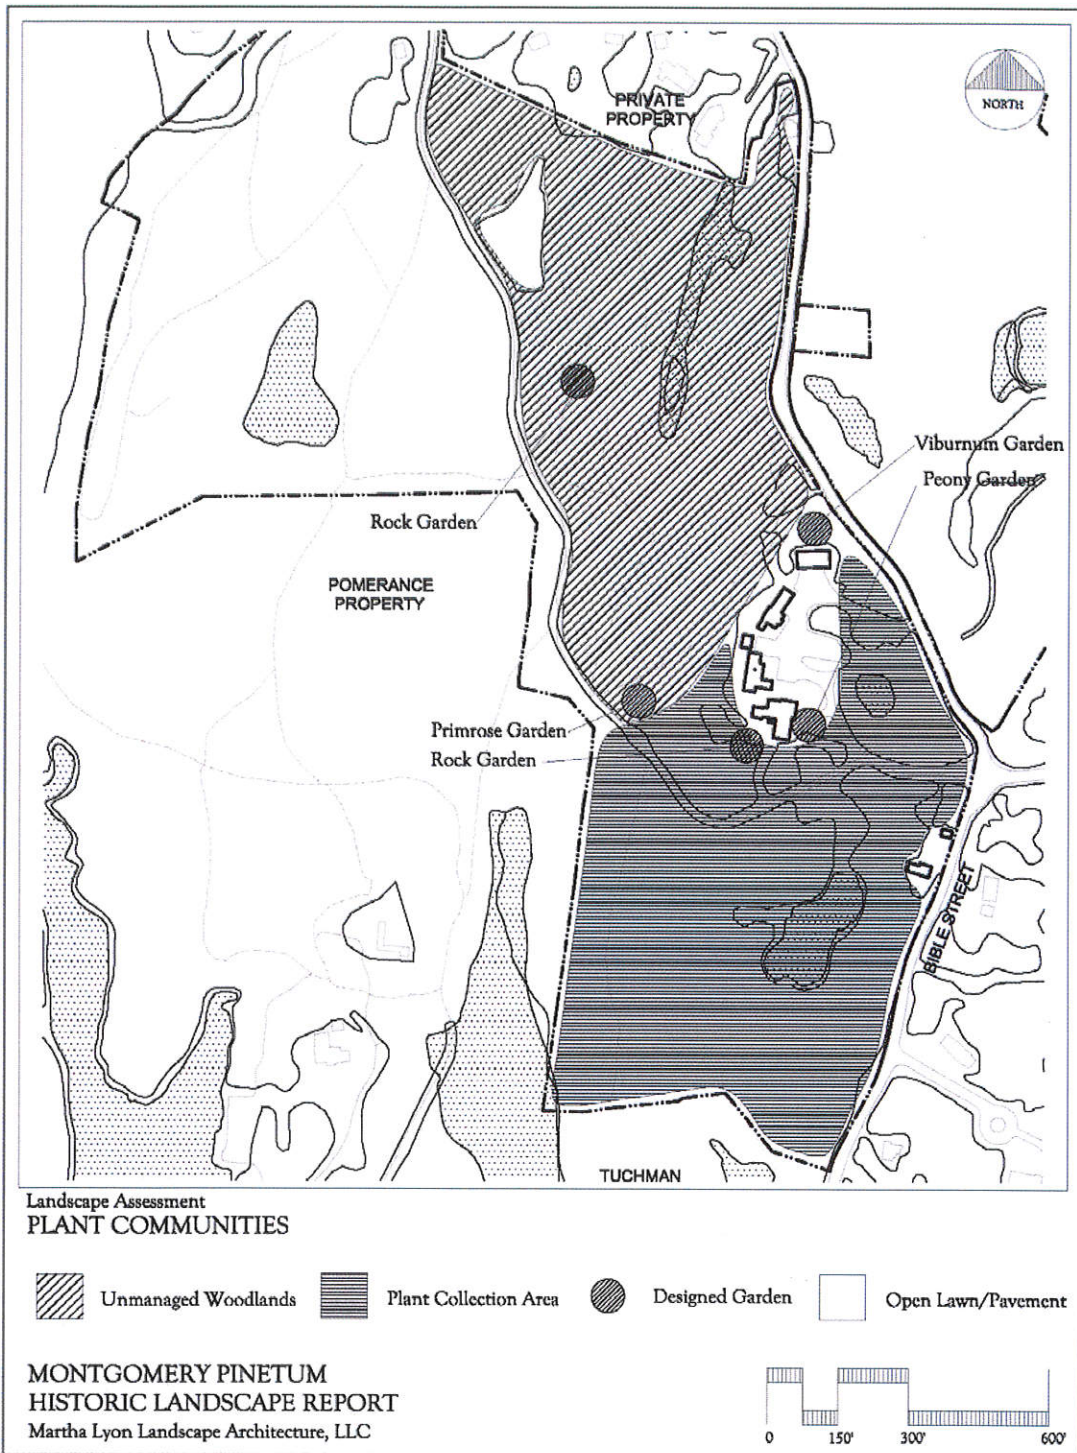 PRIVATE
PROPERTY
NORTH
Viburnum Garden
Peony Garden
Rock Garden
POMERANCE
PROPERTY
Primrose Garden
Rock Garden
BIBLE STREET
TUCHMAN
Landscape Assessment
PLANT COMMUNITIES
Unmanaged Woodlands
Plant Collection Area
Designed Garden
Open Lawn/Pavement
MONTGOMERY PINETUM
HISTORIC LANDSCAPE REPORT
Martha Lyon Landscape Architecture, LLC
0 150' 300' 600'